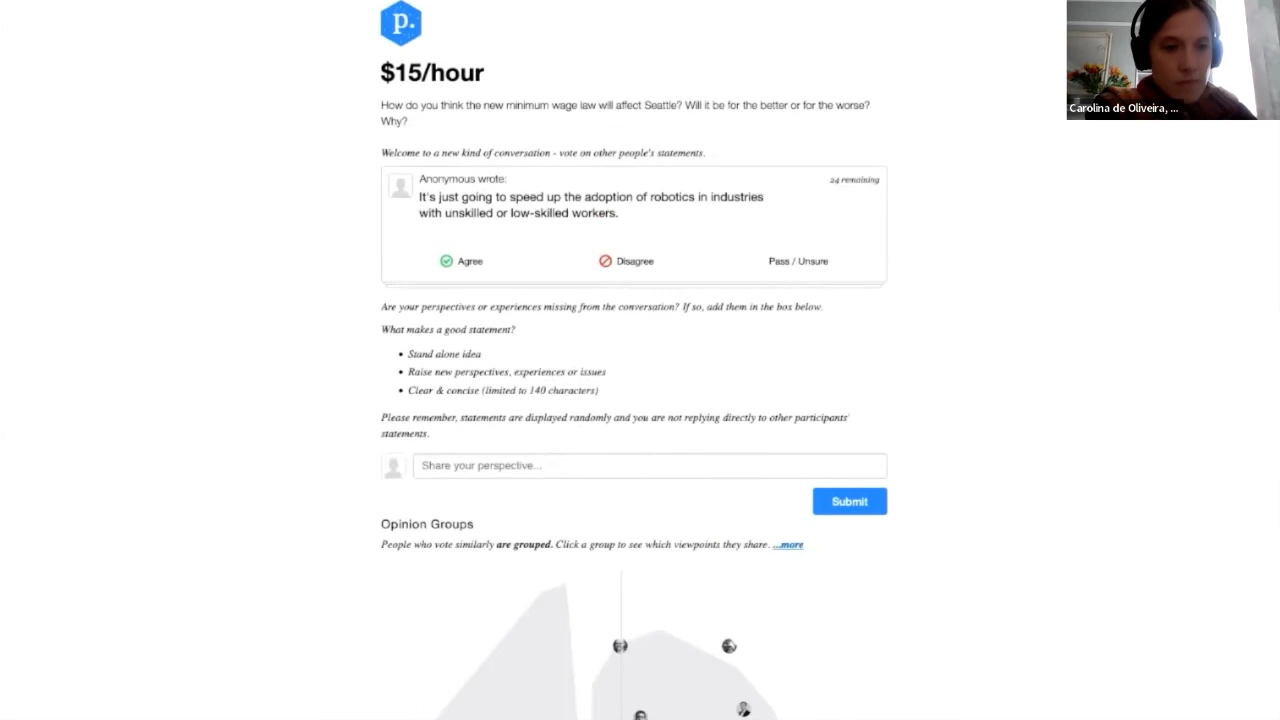 p.
$15/hour
How do you think the new minimum wage law will affect Seattle? Will it be for the better or for the worse?
Why?
Welcome to a new kind of conversation - vote on other people's statements.
Anonymous wrote:
24 remaining
It's just going to speed up the adoption of robotics in industries
with unskilled or low-skilled workers.
Agree
Disagree
Pass / Unsure
Are your perspectives or experiences missing from the conversation? If so, add them in the box below.
What makes a good statement?
• Stand alone idea
• Raise new perspectives, experiences or issues
• Clear & concise (limited to 140 characters)
Please remember, statements are displayed randomly and you are not replying directly to other participants'
statements.
Share your perspective...
Submit
Opinion Groups
People who vote similarly are grouped. Click a group to see which viewpoints they share. ...more
Carolina de Oliveira, ...